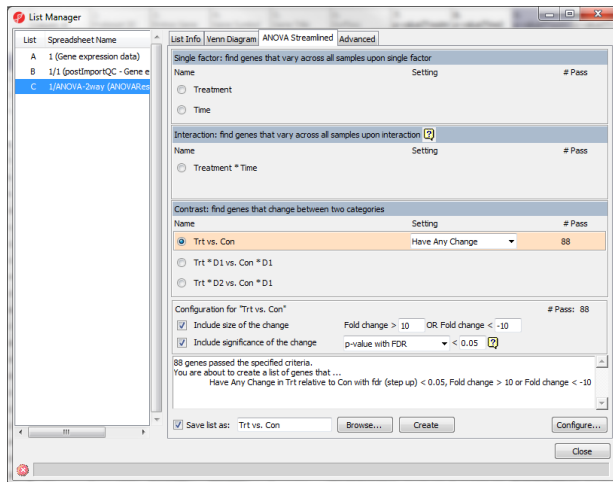 List Manager
List Spreadsheet Name
A 1 (Gene expression data)
B 1/1 (postImportQC - Gene e
C 1/ANOVA-2way (ANOVARes
List Info Venn Diagram ANOVA Streamlined Advanced
Single factor: find genes that vary across all samples upon single factor
Name Setting # Pass
Treatment
Time
Interaction: find genes that vary across all samples upon interaction ?
Name Setting # Pass
Treatment * Time
Contrast: find genes that change between two categories
Name Setting # Pass
Trt vs. Con Have Any Change 88
Trt * D1 vs. Con * D1
Trt * D2 vs. Con * D1
Configuration for "Trt vs. Con" # Pass: 88
Include size of the change Fold change > 10 OR Fold change < -10
Include significance of the change p-value with FDR < 0.05 ?
88 genes passed the specified criteria.
You are about to create a list of genes that ...
Have Any Change in Trt relative to Con with fdr (step up) < 0.05, Fold change > 10 or Fold change < -10
Save list as: Trt vs. Con Browse... Create Configure...
Close